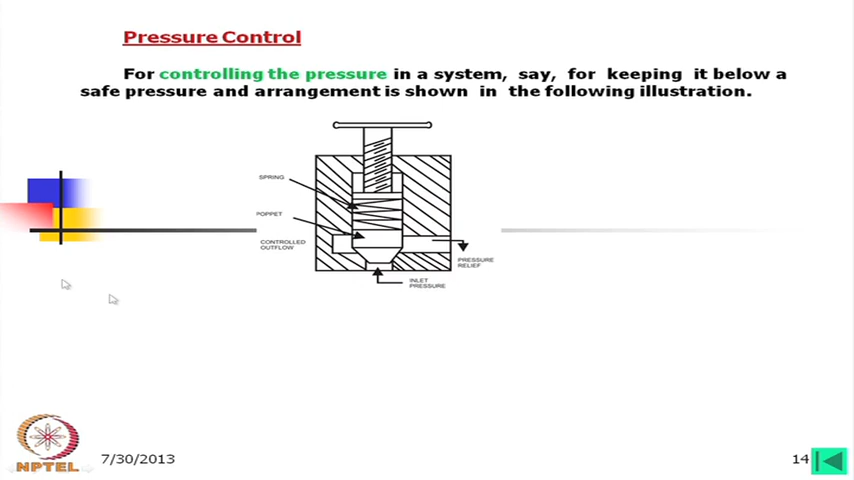 Pressure Control
For controlling the pressure in a system, say, for keeping it below a
safe pressure and arrangement is shown in the following illustration.
SPRING
POPPET
CONTROLLED
OUTFLOW
PRESSURE
RELIEF
INLET
PRESSURE
NPTEL
7/30/2013
14